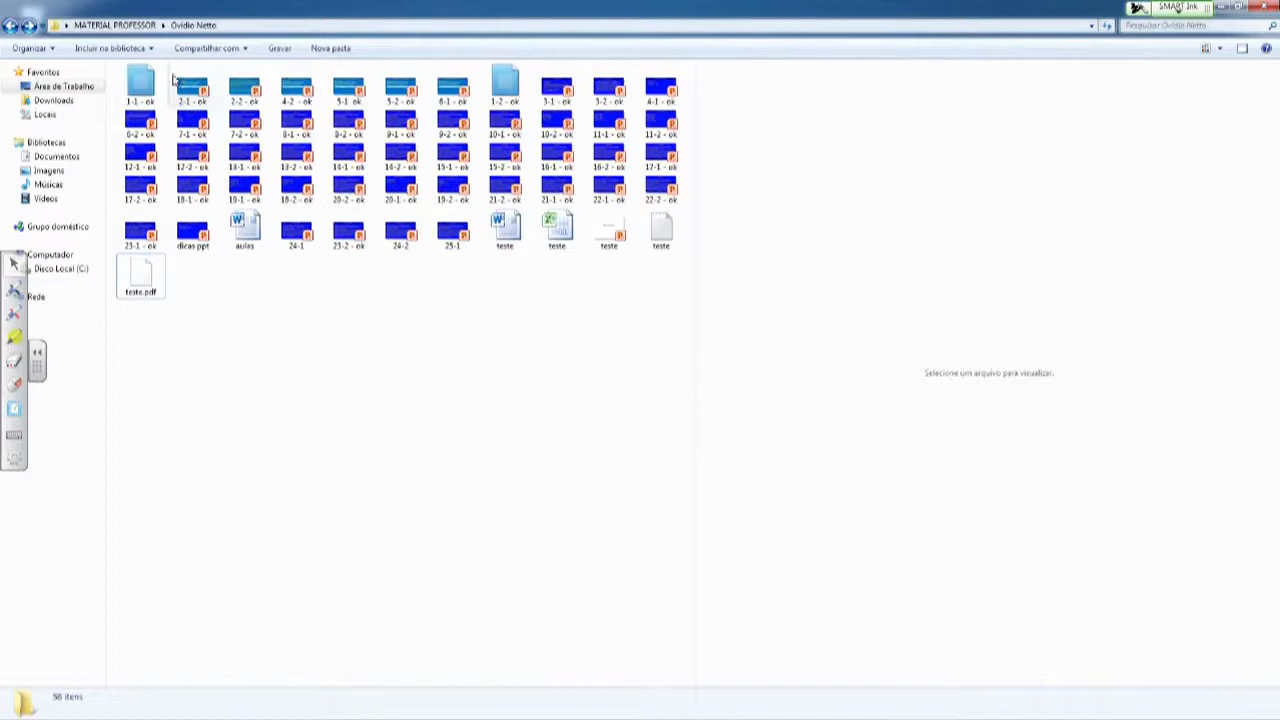 MATERIAL PROFESSOR ▸ Ovidio Netto
SMART Ink
Pesquisar Ovidio Netto
Organizar Incluir na biblioteca Compartilhar com Gravar Nova pasta
Favoritos
Área de Trabalho
Downloads
Locais
Bibliotecas
Documentos
Imagens
Músicas
Vídeos
Grupo doméstico
Computador
Disco Local (C:)
Rede
1-1 - ok 2-1 - ok 2-2 - ok 4-2 - ok 5-1 ok 5-2 - ok 6-1 - ok 1-2 - ok 3-1 - ok 3-2 - ok 4-1 - ok
6-2 - ok 7-1 - ok 7-2 - ok 8-1 - ok 8-2 - ok 9-1 - ok 9-2 - ok 10-1 - ok 10-2 - ok 11-1 - ok 11-2 - ok
12-1 - ok 12-2 - ok 13-1 - ok 13-2 - ok 14-1 - ok 14-2 - ok 15-1 - ok 15-2 - ok 16-1 - ok 16-2 - ok 17-1 - ok
17-2 - ok 18-1 - ok 19-1 - ok 18-2 - ok 20-2 - ok 20-1 - ok 19-2 - ok 21-2 - ok 21-1 - ok 22-1 - ok 22-2 - ok
23-1 - ok dicas ppt aulas 24-1 23-2 - ok 24-2 25-1 teste teste teste teste
teste.pdf
Selecione um arquivo para visualizar.
56 itens